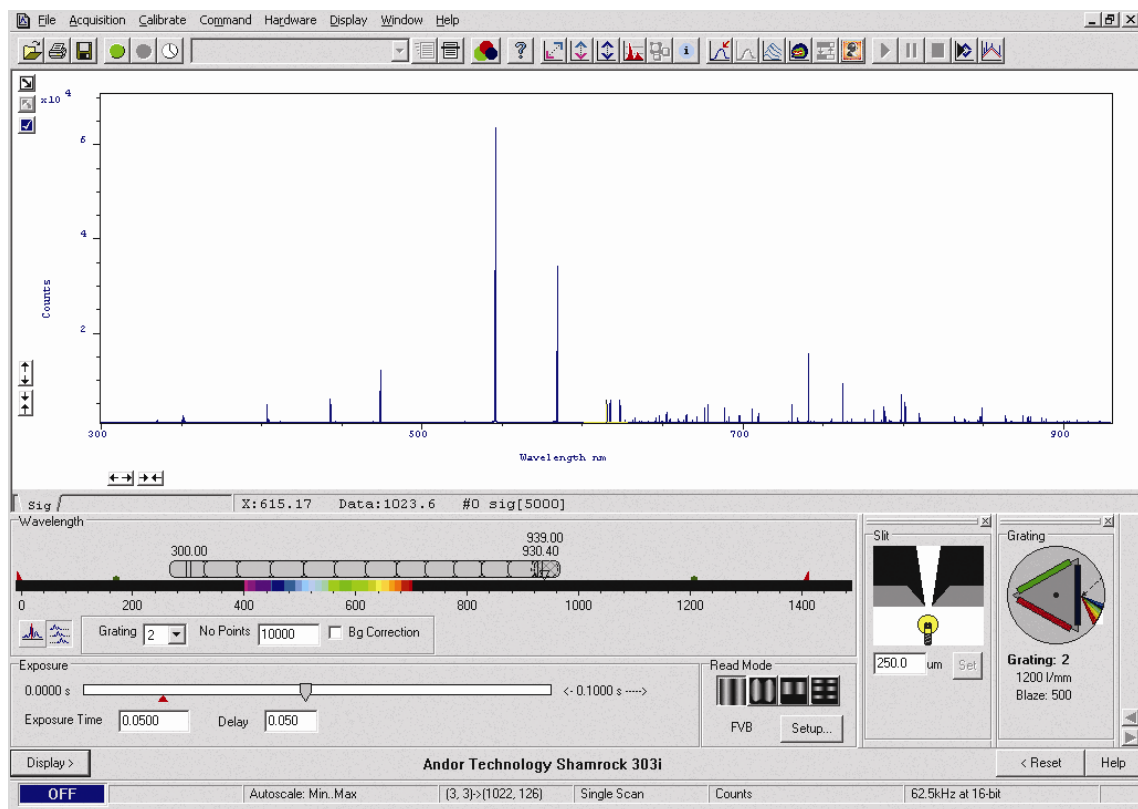 File Acquisition Calibrate Command Hardware Display Window Help
x10 4
6
4
2
Counts
300 500 700 900
Wavelength nm
Sig X:615.17 Data:1023.6 #0 sig[5000]
Wavelength
939.00
300.00 930.40
0 200 400 600 800 1000 1200 1400
Grating 2 No Points 10000 Bg Correction
Exposure
0.0000 s <- 0.1000 s ----->
Exposure Time 0.0500 Delay 0.050
Read Mode
FVB Setup...
Slit
250.0 um Set
Grating
Grating: 2
1200 l/mm
Blaze: 500
Display > Andor Technology Shamrock 303i < Reset Help
OFF Autoscale: Min..Max (3, 3)->(1022, 126) Single Scan Counts 62.5kHz at 16-bit